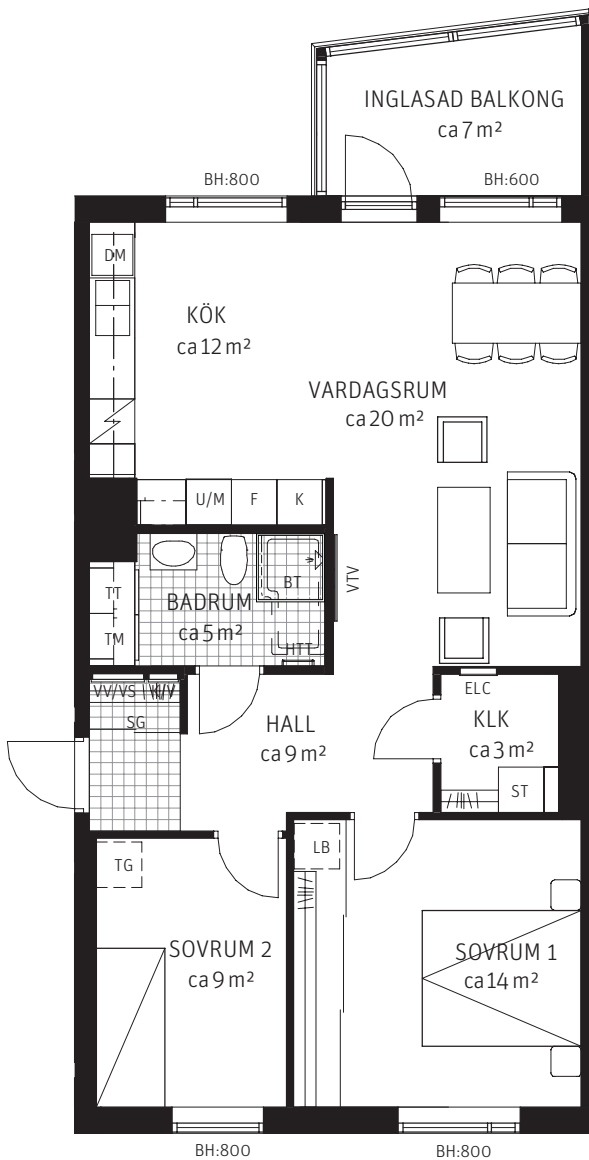 INGLASAD BALKONG
ca 7 m²
BH:800
BH:600
DM
KÖK
ca 12 m²
VARDAGSRUM
ca 20 m²
U/M
F
K
BT
VTV
TT
BADRUM
ca 5 m²
TM
HTT
VV/VS
SG
HALL
ca 9 m²
ELC
KLK
ca 3 m²
ST
LB
TG
SOVRUM 2
ca 9 m²
SOVRUM 1
ca 14 m²
BH:800
BH:800